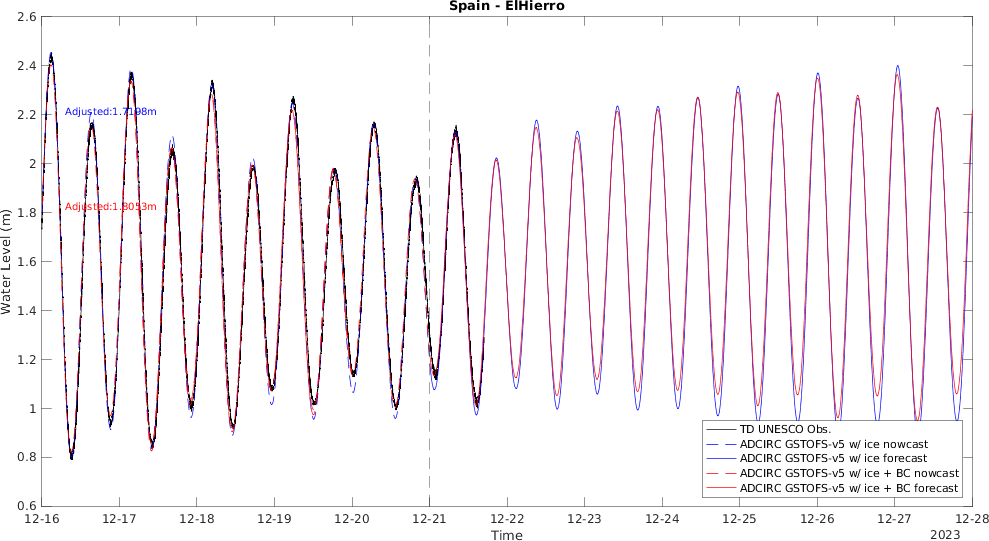 Spain - ElHierro
2.6
2.4
2.2
2
1.8
1.6
1.4
1.2
1
0.8
0.6
Water Level (m)
Adjusted:1.7198m
Adjusted:1.8053m
TD UNESCO Obs.
ADCIRC GSTOFS-v5 w/ ice nowcast
ADCIRC GSTOFS-v5 w/ ice forecast
ADCIRC GSTOFS-v5 w/ ice + BC nowcast
ADCIRC GSTOFS-v5 w/ ice + BC forecast
12-16 12-17 12-18 12-19 12-20 12-21 12-22 12-23 12-24 12-25 12-26 12-27 12-28
Time
2023